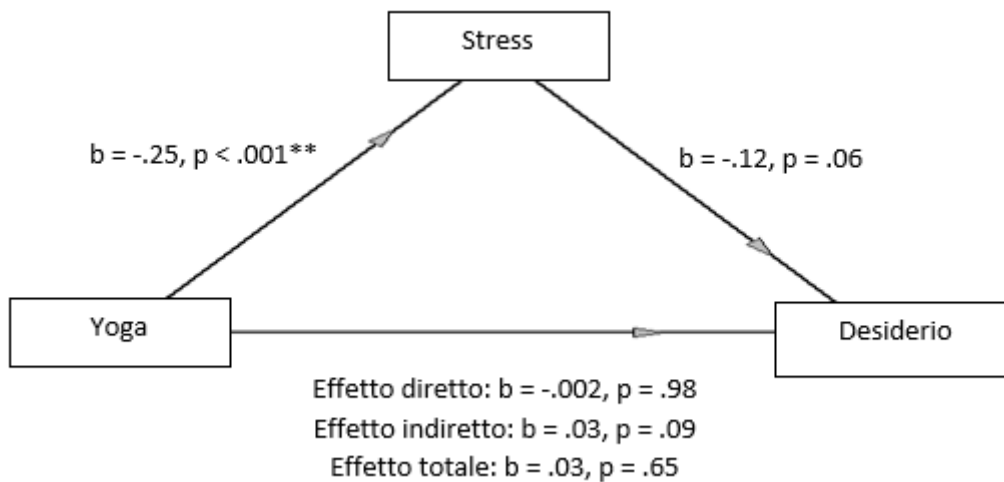 Stress
b = -.25, p < .001**
b = -.12, p = .06
Yoga
Desiderio
Effetto diretto: b = -.002, p = .98
Effetto indiretto: b = .03, p = .09
Effetto totale: b = .03, p = .65